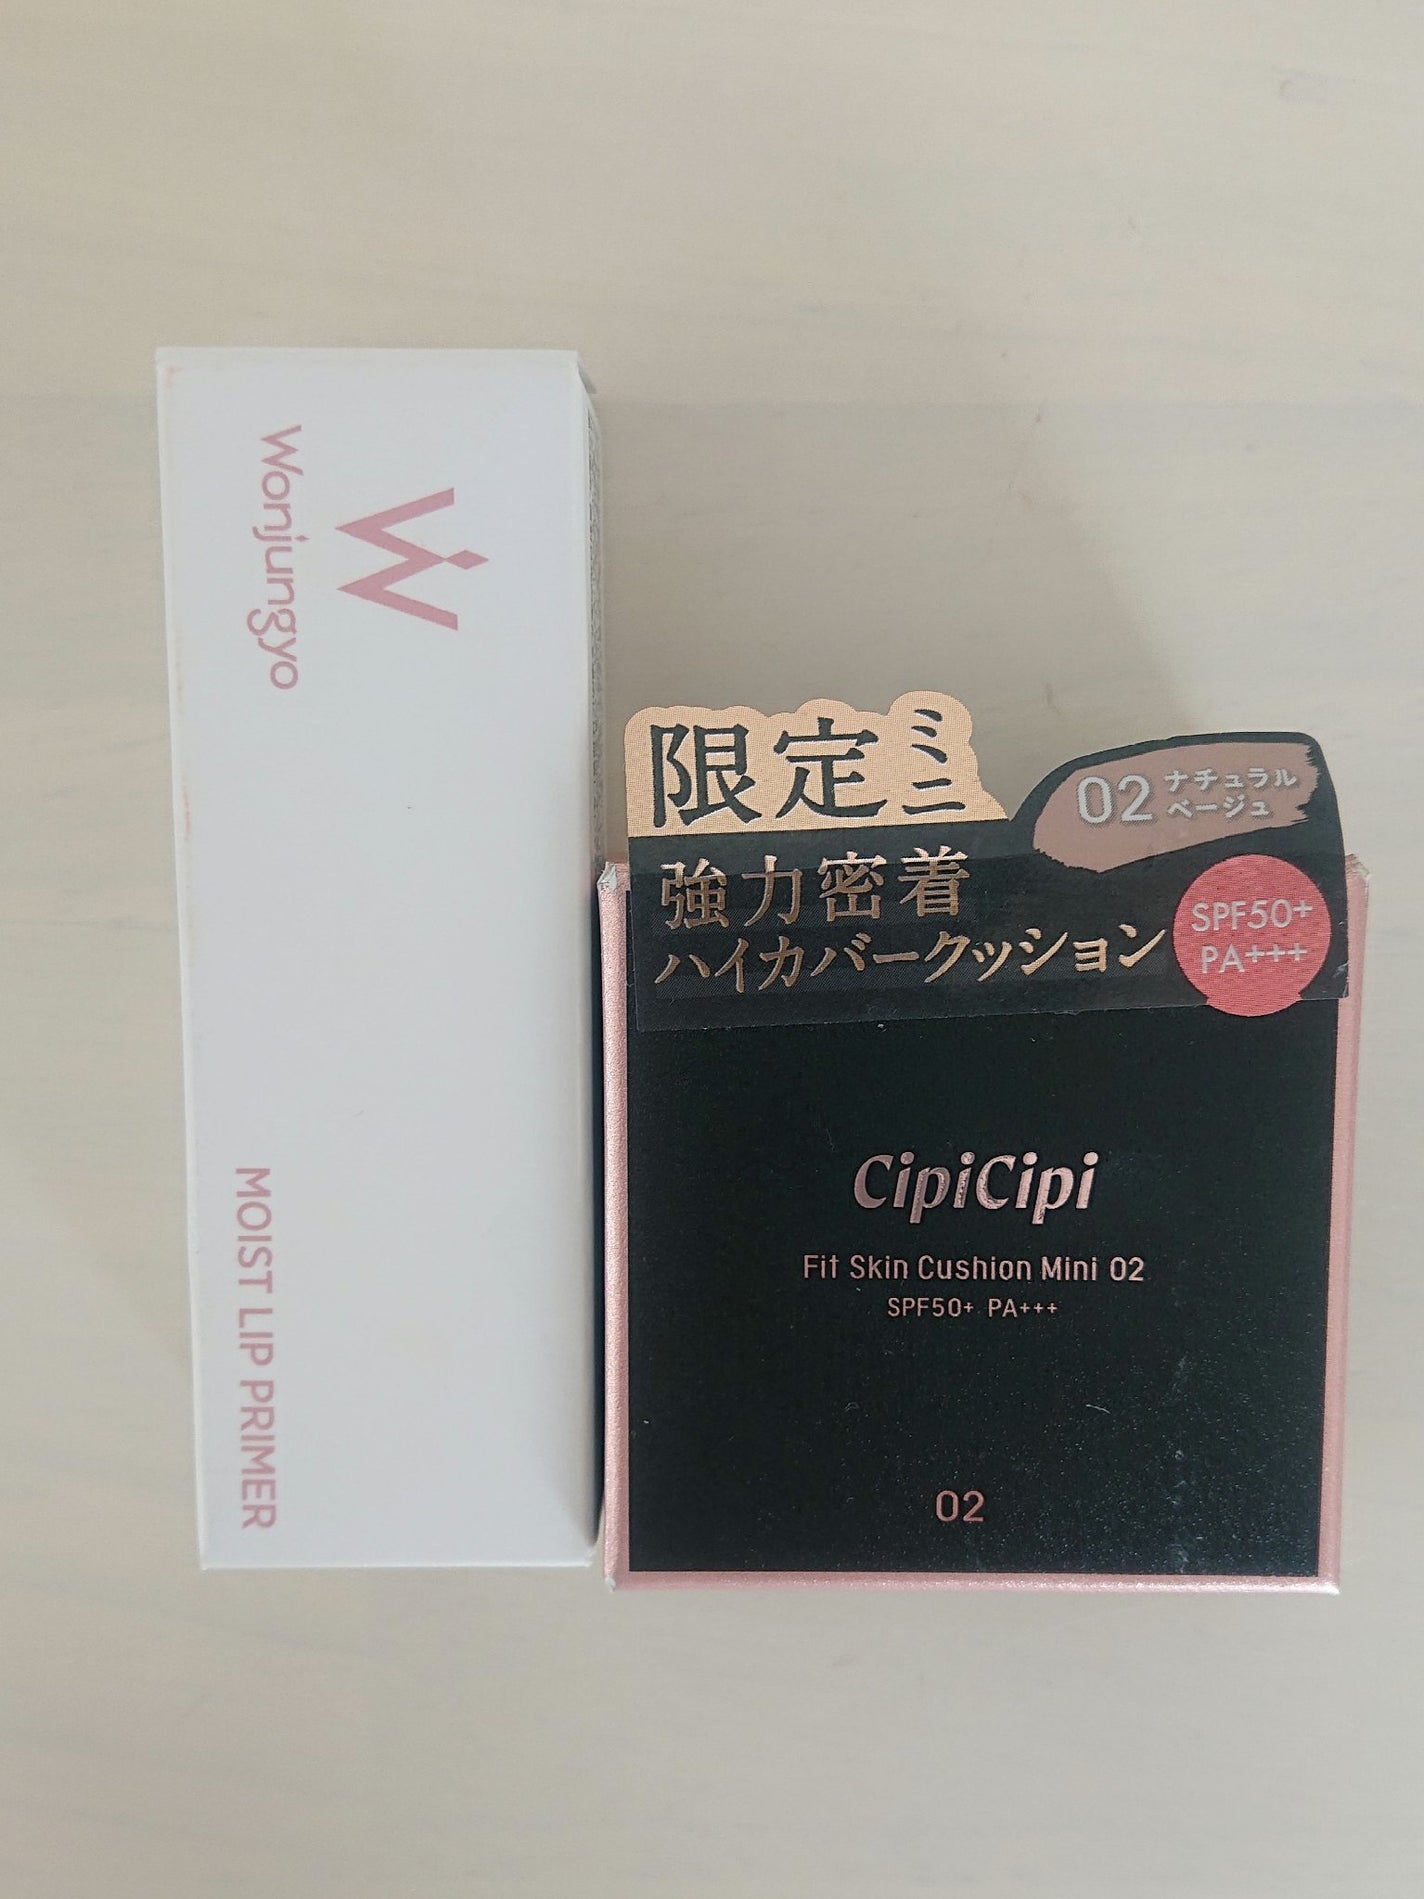 Wonjungyo
MOIST LIP PRIMER
限定ミニ
02 ナチュラル
ベージュ
強力密着
ハイカバークッション
SPF50+
PA+++
CipiCipi
Fit Skin Cushion Mini 02
SPF50+ PA+++
02